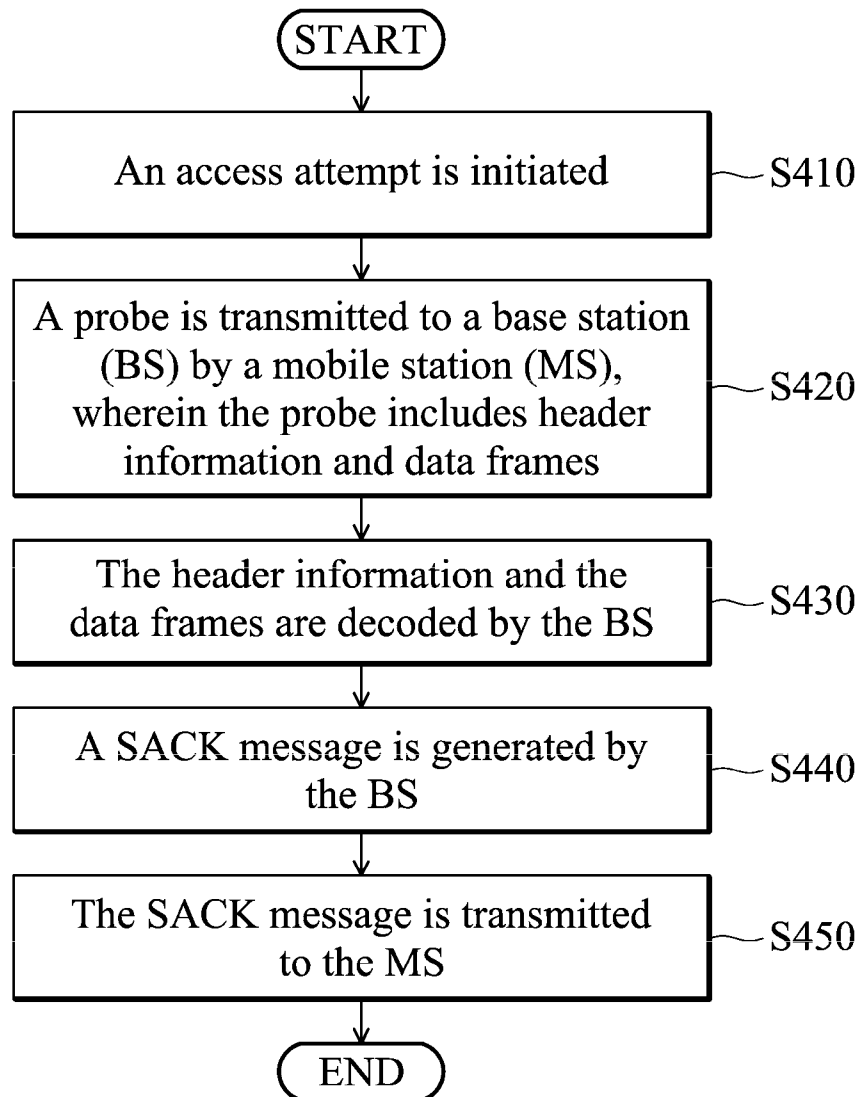 START
An access attempt is initiated
S410
A probe is transmitted to a base station
(BS) by a mobile station (MS),
wherein the probe includes header
information and data frames
S420
The header information and the
data frames are decoded by the BS
S430
A SACK message is generated by
the BS
S440
The SACK message is transmitted
to the MS
S450
END